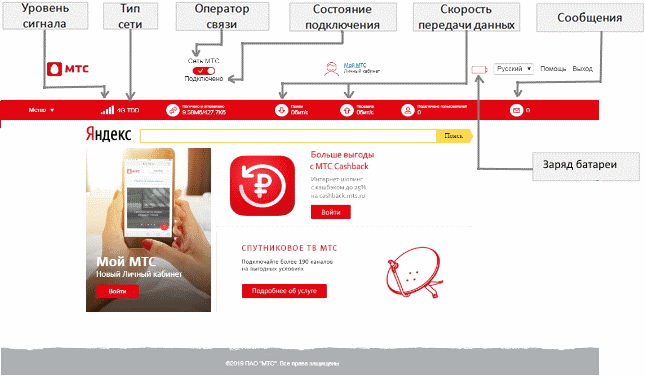 Уровень
сигнала
Тип
сети
Оператор
связи
Состояние
подключения
Скорость
передачи данных
Сообщения
МТС
Сеть МТС
Подключено
Мой МТС
Личный кабинет
Русский
Помощь
Выход
Меню
4G TDD
Получено и отправлено
9.58Мб/427.7Кб
Прием
0Бит/с
Передача
0Бит/с
Подключено пользователей
0
0
Заряд батареи
Яндекс
Поиск
Больше выгоды
с МТС Cashback
Интернет-шопинг
с кэшбэком до 25%
на cashback.mts.ru
Войти
Мой МТС
Новый Личный кабинет
Войти
СПУТНИКОВОЕ ТВ МТС
Подключайте более 190 каналов
на выгодных условиях
Подробнее об услуге
©2019 ПАО "МТС". Все права защищены